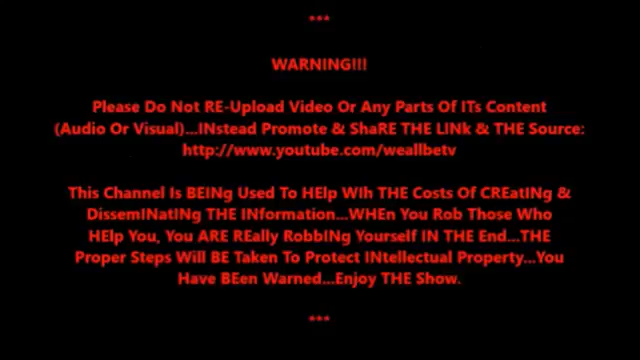 ***
WARNING!!!
Please Do Not RE-Upload Video Or Any Parts Of ITs Content
(Audio Or Visual)...INstead Promote & ShaRE THE LINk & THE Source:
http://www.youtube.com/weallbetv
This Channel Is BEINg Used To HElp WIh THE Costs Of CREatINg &
DissemINatINg THE INformation...WHEn You Rob Those Who
HElp You, You ARE REally RobbINg Yourself IN THE End...THE
Proper Steps Will BE Taken To Protect INtellectual Property...You
Have BEen Warned...Enjoy THE Show.
***